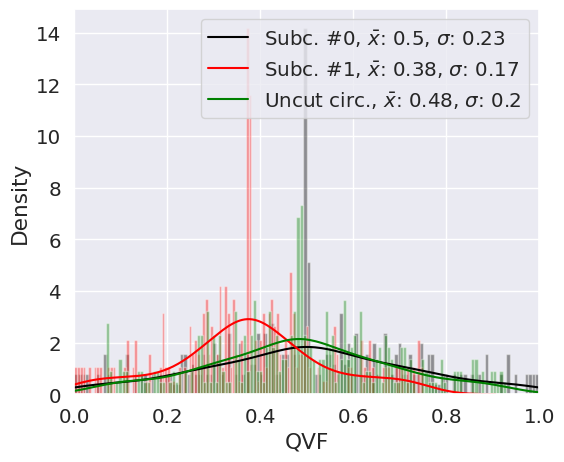 Subc. #0, x̄: 0.5, σ: 0.23
Subc. #1, x̄: 0.38, σ: 0.17
Uncut circ., x̄: 0.48, σ: 0.2
Density
14
12
10
8
6
4
2
0
0.0 0.2 0.4 0.6 0.8 1.0
QVF